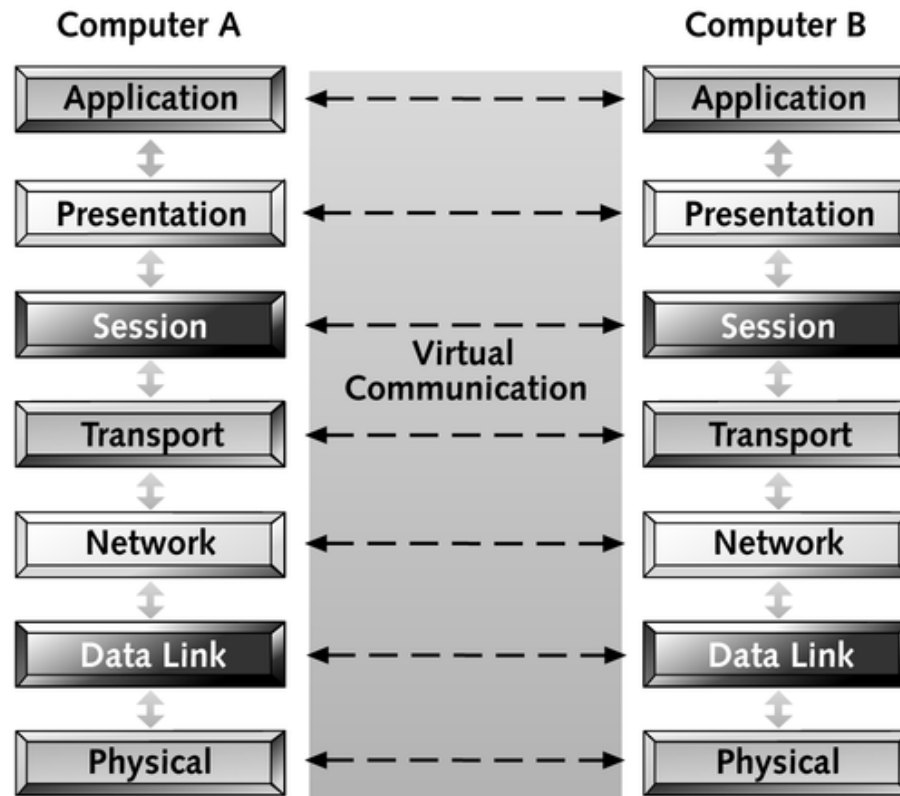 Computer A
Computer B
Application
Application
Presentation
Presentation
Session
Session
Virtual
Communication
Transport
Transport
Network
Network
Data Link
Data Link
Physical
Physical